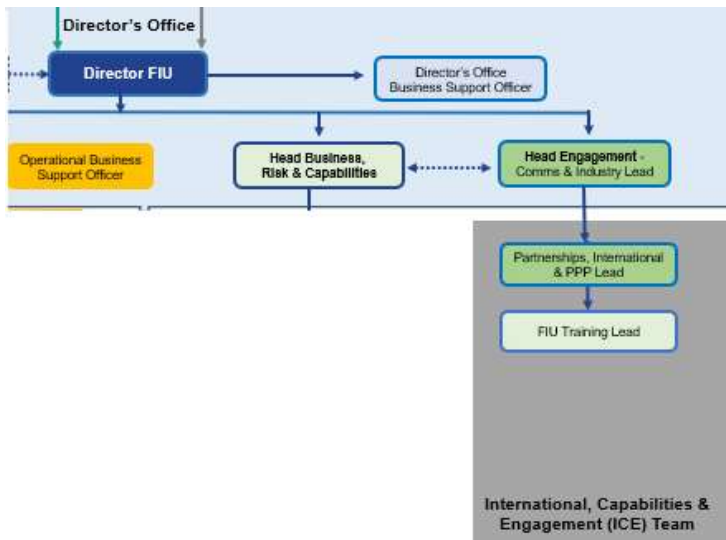 Director's Office
Director FIU
Director's Office
Business Support Officer
Operational Business
Support Officer
Head Business,
Risk & Capabilities
Head Engagement -
Comms & Industry Lead
Partnerships, International
& PPP Lead
FIU Training Lead
International, Capabilities &
Engagement (ICE) Team